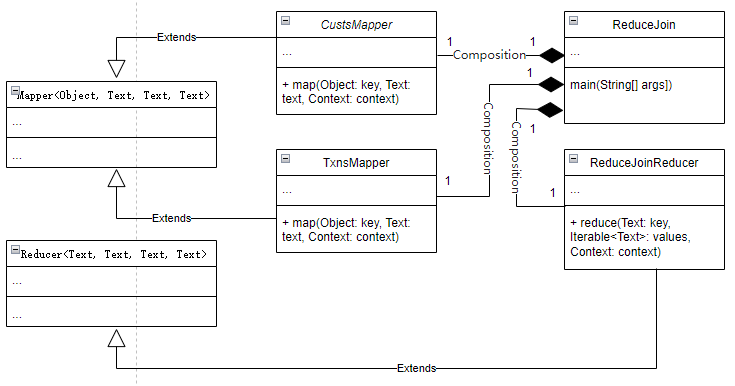 CustsMapper
...
+ map(Object: key, Text:
text, Context: context)
ReduceJoin
...
main(String[] args])
Extends
1
Composition
1
Mapper<Object, Text, Text, Text>
...
...
1
Composition
1
1
Composition
1
TxnsMapper
...
+ map(Object: key, Text:
text, Context: context)
ReduceJoinReducer
...
+ reduce(Text: key,
Iterable<Text>: values,
Context: context)
Extends
Reducer<Text, Text, Text, Text>
...
...
Extends